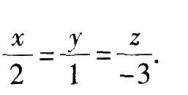 x/2 = y/1 = z/-3.